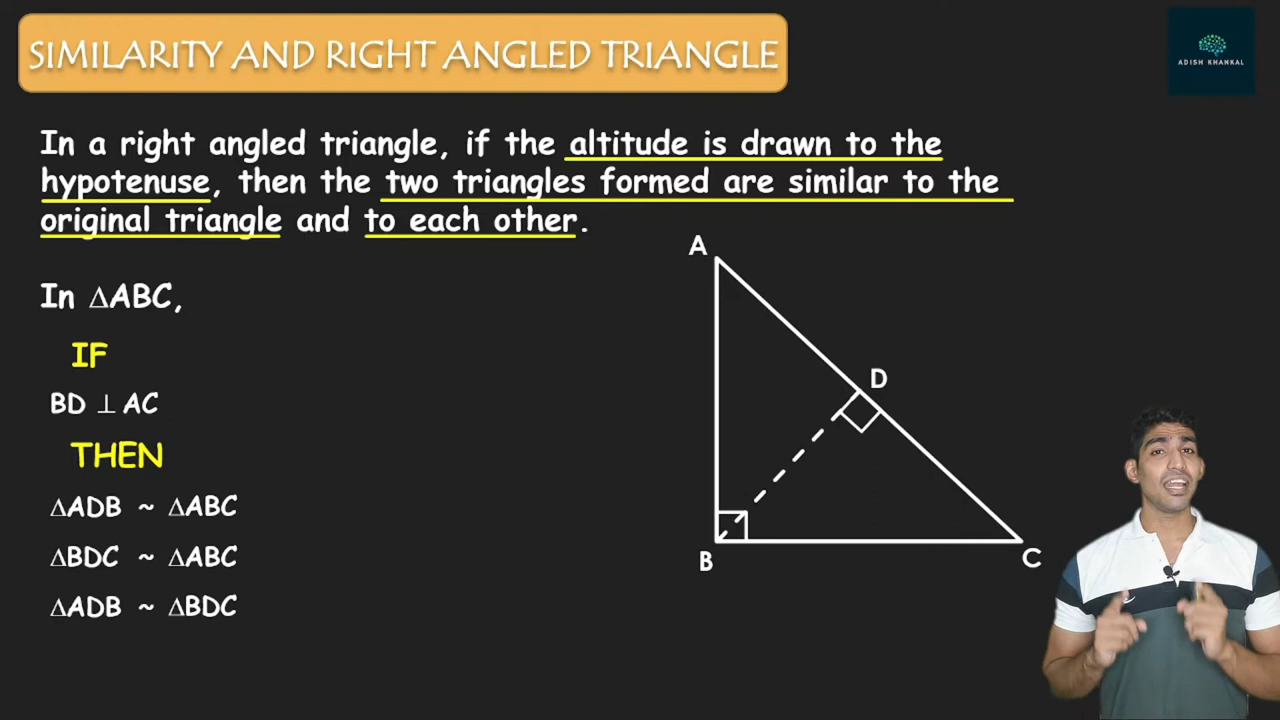 SIMILARITY AND RIGHT ANGLED TRIANGLE
ADISH KHANKAL
In a right angled triangle, if the altitude is drawn to the
hypotenuse, then the two triangles formed are similar to the
original triangle and to each other.
A
In ∆ABC,
IF
D
BD ⊥ AC
THEN
∆ADB ~ ∆ABC
∆BDC ~ ∆ABC
B
C
∆ADB ~ ∆BDC